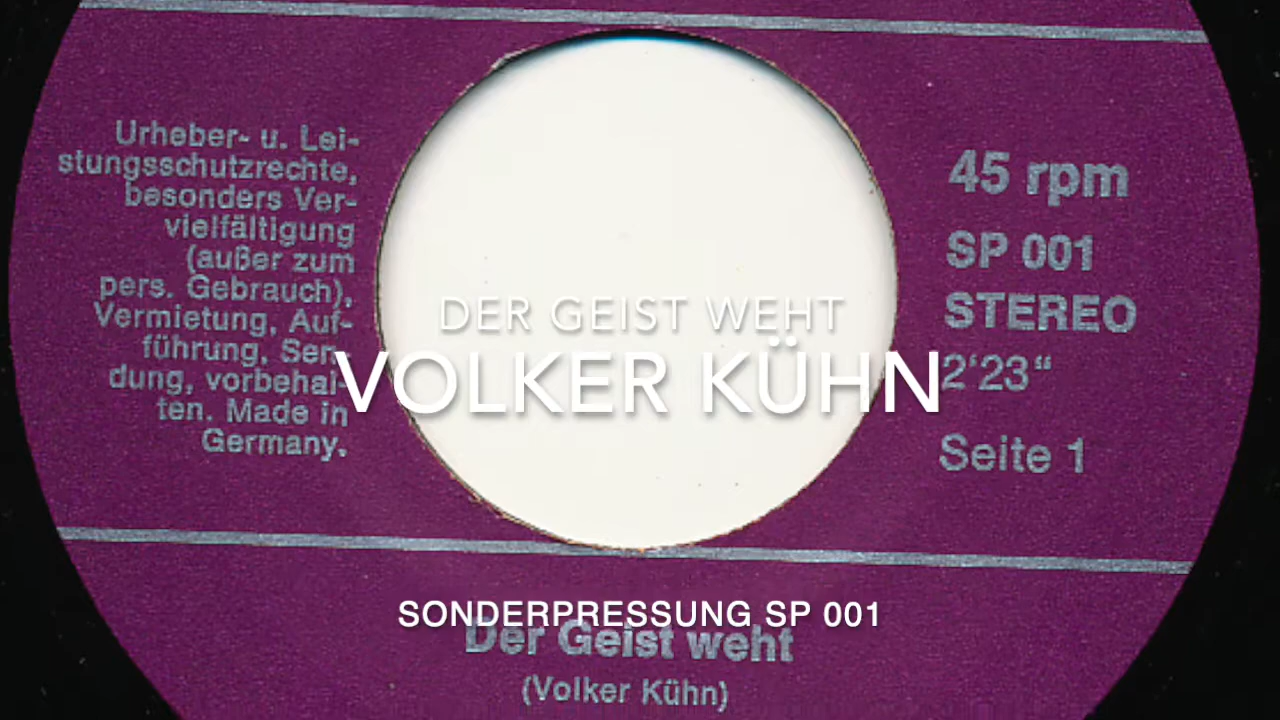 Urheber- u. Lei-
stungsschutzrechte,
besonders Ver-
vielfältigung
(außer zum
pers. Gebrauch),
Vermietung, Auf-
führung, Sen-
dung, vorbehal-
ten. Made in
Germany.
45 rpm
SP 001
STEREO
2'23“
Seite 1
DER GEIST WEHT
VOLKER KÜHN
SONDERPRESSUNG SP 001
Der Geist weht
(Volker Kühn)